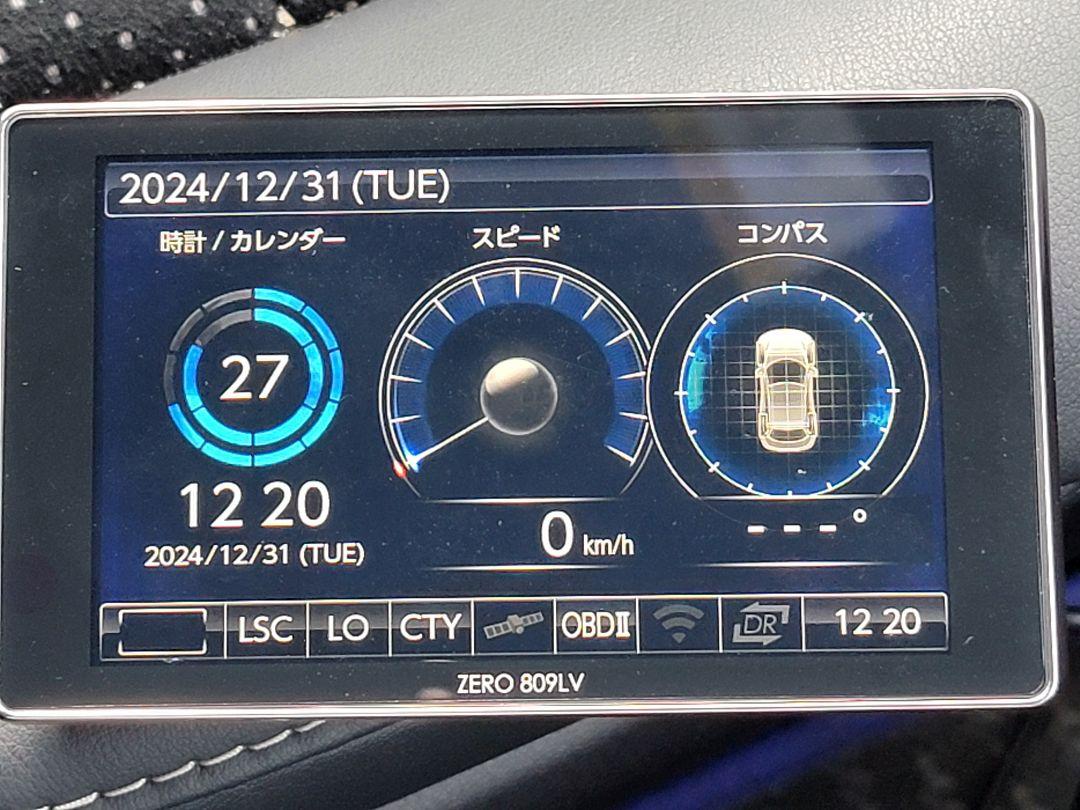 2024/12/31(TUE)
時計 / カレンダー
スピード
コンパス
27
12 20
2024/12/31 (TUE)
0 km/h
---°
LSC LO CTY OBDII DR 12 20
ZERO 809LV